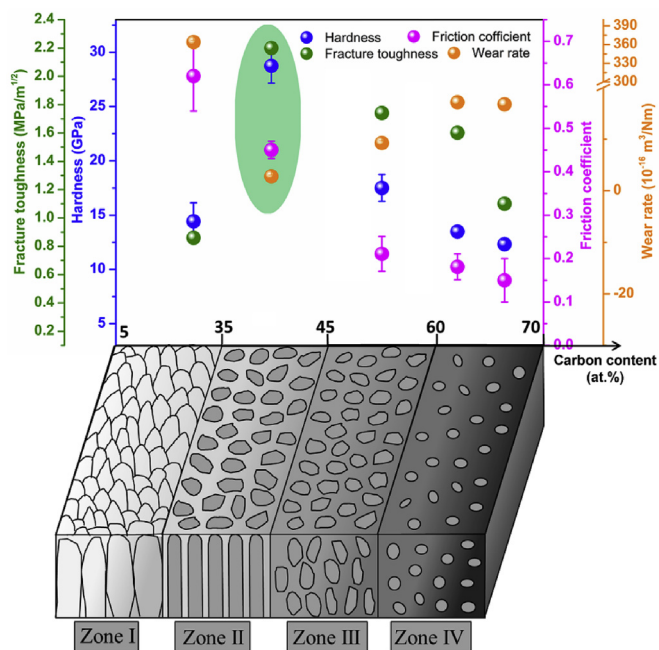 Fracture toughness (MPa/m1/2)
2.4
2.2
2.0
1.8
1.6
1.4
1.2
1.0
0.8
0.6
0.4
0.2
Hardness (GPa)
30
25
20
15
10
5
Hardness
Friction cofficient
Fracture toughness
Wear rate
0.7
0.6
0.5
0.4
0.3
0.2
0.1
0.0
Friction coefficient
390
360
330
300
0
-20
Wear rate (10-16 m3/Nm)
5
35
45
60
70
Carbon content
(at.%)
Zone I
Zone II
Zone III
Zone IV